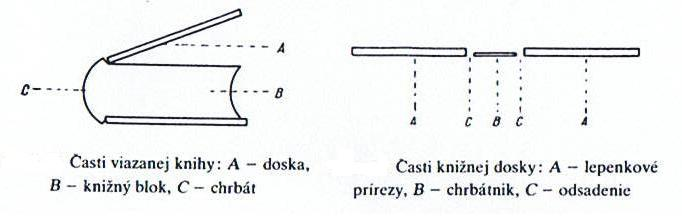 A
C
B
A
C
B
C
A
Časti viazanej knihy: A – doska,
B – knižný blok, C – chrbát
Časti knižnej dosky: A – lepenkové
prírezy, B – chrbátnik, C – odsadenie